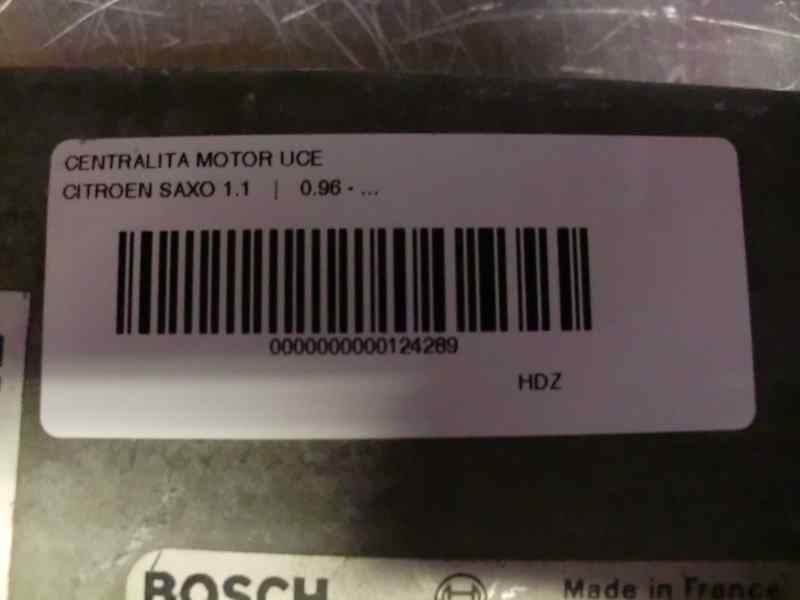 CENTRALITA MOTOR UCE
CITROEN SAXO 1.1 | 0.96 - ...
0000000000124289
HDZ
BOSCH
Made in France